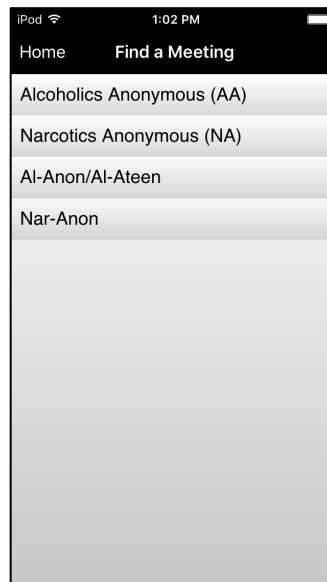 iPod 1:02 PM
Home Find a Meeting
Alcoholics Anonymous (AA)
Narcotics Anonymous (NA)
Al-Anon/Al-Ateen
Nar-Anon